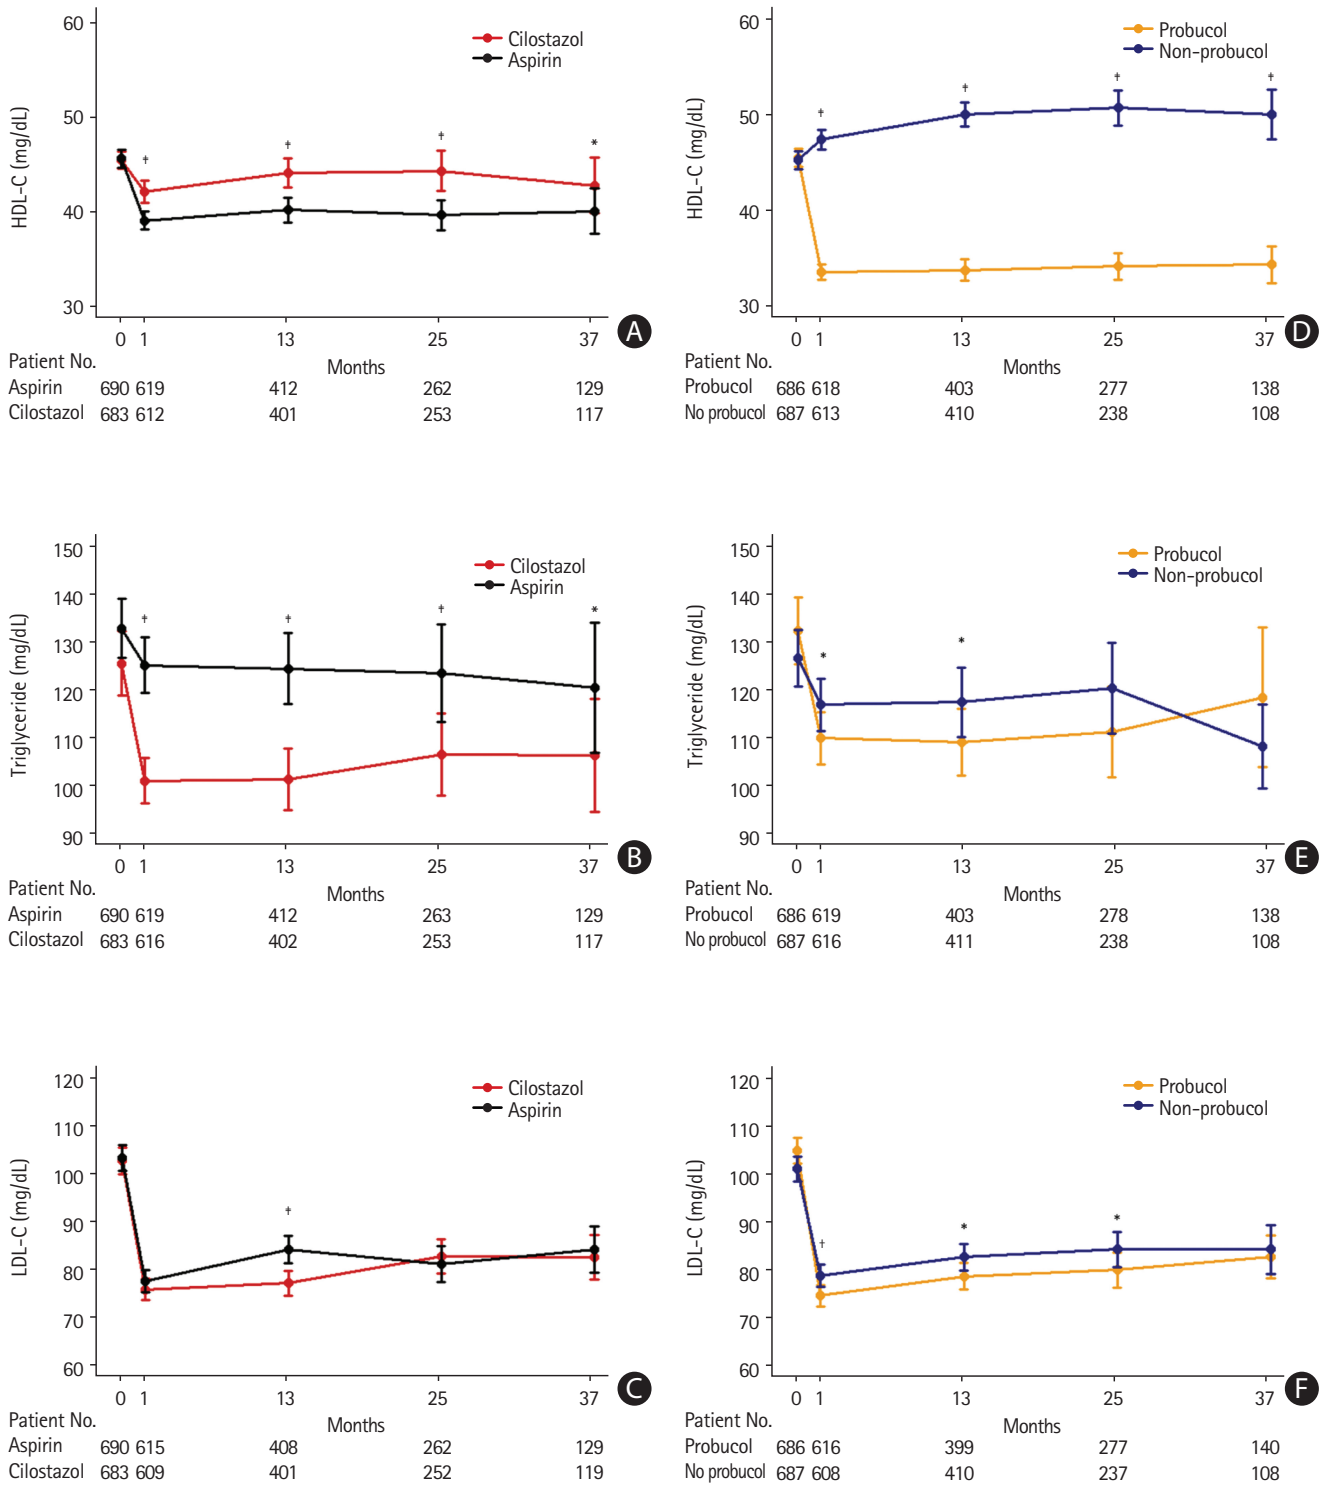 60
50
40
30
HDL-C (mg/dL)
Cilostazol
Aspirin
‡
‡
‡
*
0 1 13 25 37
Months
A
Patient No.
Aspirin 690 619 412 262 129
Cilostazol 683 612 401 253 117
60
50
40
30
HDL-C (mg/dL)
Probucol
Non-probucol
‡
‡
‡
‡
0 1 13 25 37
Months
D
Patient No.
Probucol 686 618 403 277 138
No probucol 687 613 410 238 108
150
140
130
120
110
100
90
Triglyceride (mg/dL)
Cilostazol
Aspirin
‡
‡
‡
*
0 1 13 25 37
Months
B
Patient No.
Aspirin 690 619 412 263 129
Cilostazol 683 616 402 253 117
150
140
130
120
110
100
90
Triglyceride (mg/dL)
Probucol
Non-probucol
*
*
0 1 13 25 37
Months
E
Patient No.
Probucol 686 619 403 278 138
No probucol 687 616 411 238 108
120
110
100
90
80
70
60
LDL-C (mg/dL)
Cilostazol
Aspirin
‡
0 1 13 25 37
Months
C
Patient No.
Aspirin 690 615 408 262 129
Cilostazol 683 609 401 252 119
120
110
100
90
80
70
60
LDL-C (mg/dL)
Probucol
Non-probucol
†
*
*
0 1 13 25 37
Months
F
Patient No.
Probucol 686 616 399 277 140
No probucol 687 608 410 237 108